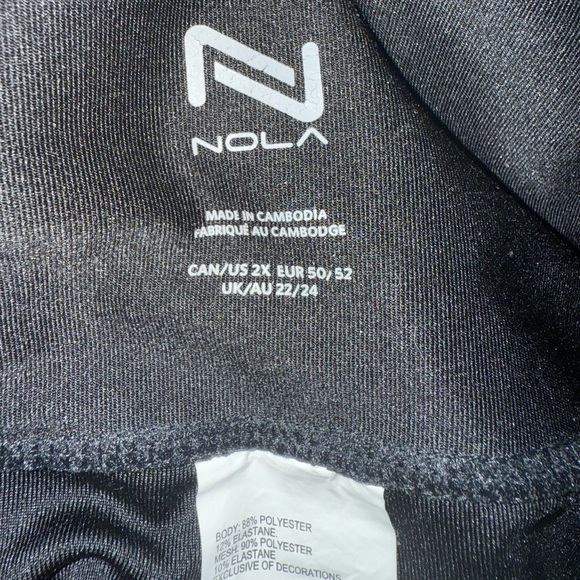 NOLA
MADE IN CAMBODIA
FABRIQUÉ AU CAMBODGE
CAN/US 2X EUR 50/52
UK/AU 22/24
BODY: 88% POLYESTER
12% ELASTANE
MESH: 90% POLYESTER
10% ELASTANE
EXCLUSIVE OF DECORATIONS